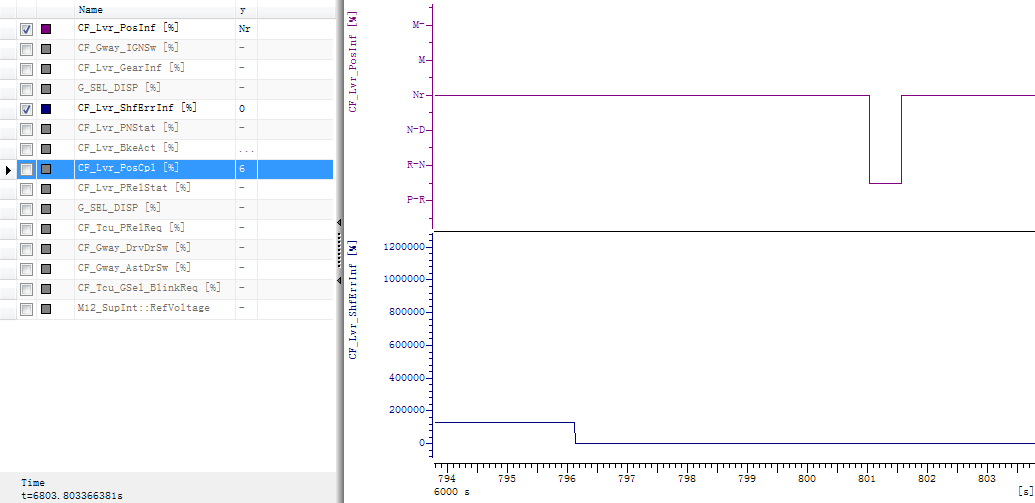 Name y
CF_Lvr_PosInf [%] Nr
CF_Gway_IGNSw [%] -
CF_Lvr_GearInf [%] -
G_SEL_DISP [%] -
CF_Lvr_ShfErrInf [%] 0
CF_Lvr_PNStat [%] -
CF_Lvr_BkeAct [%] ...
CF_Lvr_PosCpl [%] 6
CF_Lvr_PRelStat [%] -
G_SEL_DISP [%] -
CF_Tcu_PRelReq [%] -
CF_Gway_DrvDrSw [%] -
CF_Gway_AstDrSw [%] -
CF_Tcu_GSel_BlinkReq [%] -
M12_SupInt::RefVoltage -
Time
t=6803.803366381s
CF_Lvr_PosInf [%]
M-
M
Nr
N-D
R-N
P-R
CF_Lvr_ShfErrInf [%]
1200000
1000000
800000
600000
400000
200000
0
794 795 796 797 798 799 800 801 802 803
6000 s [s]